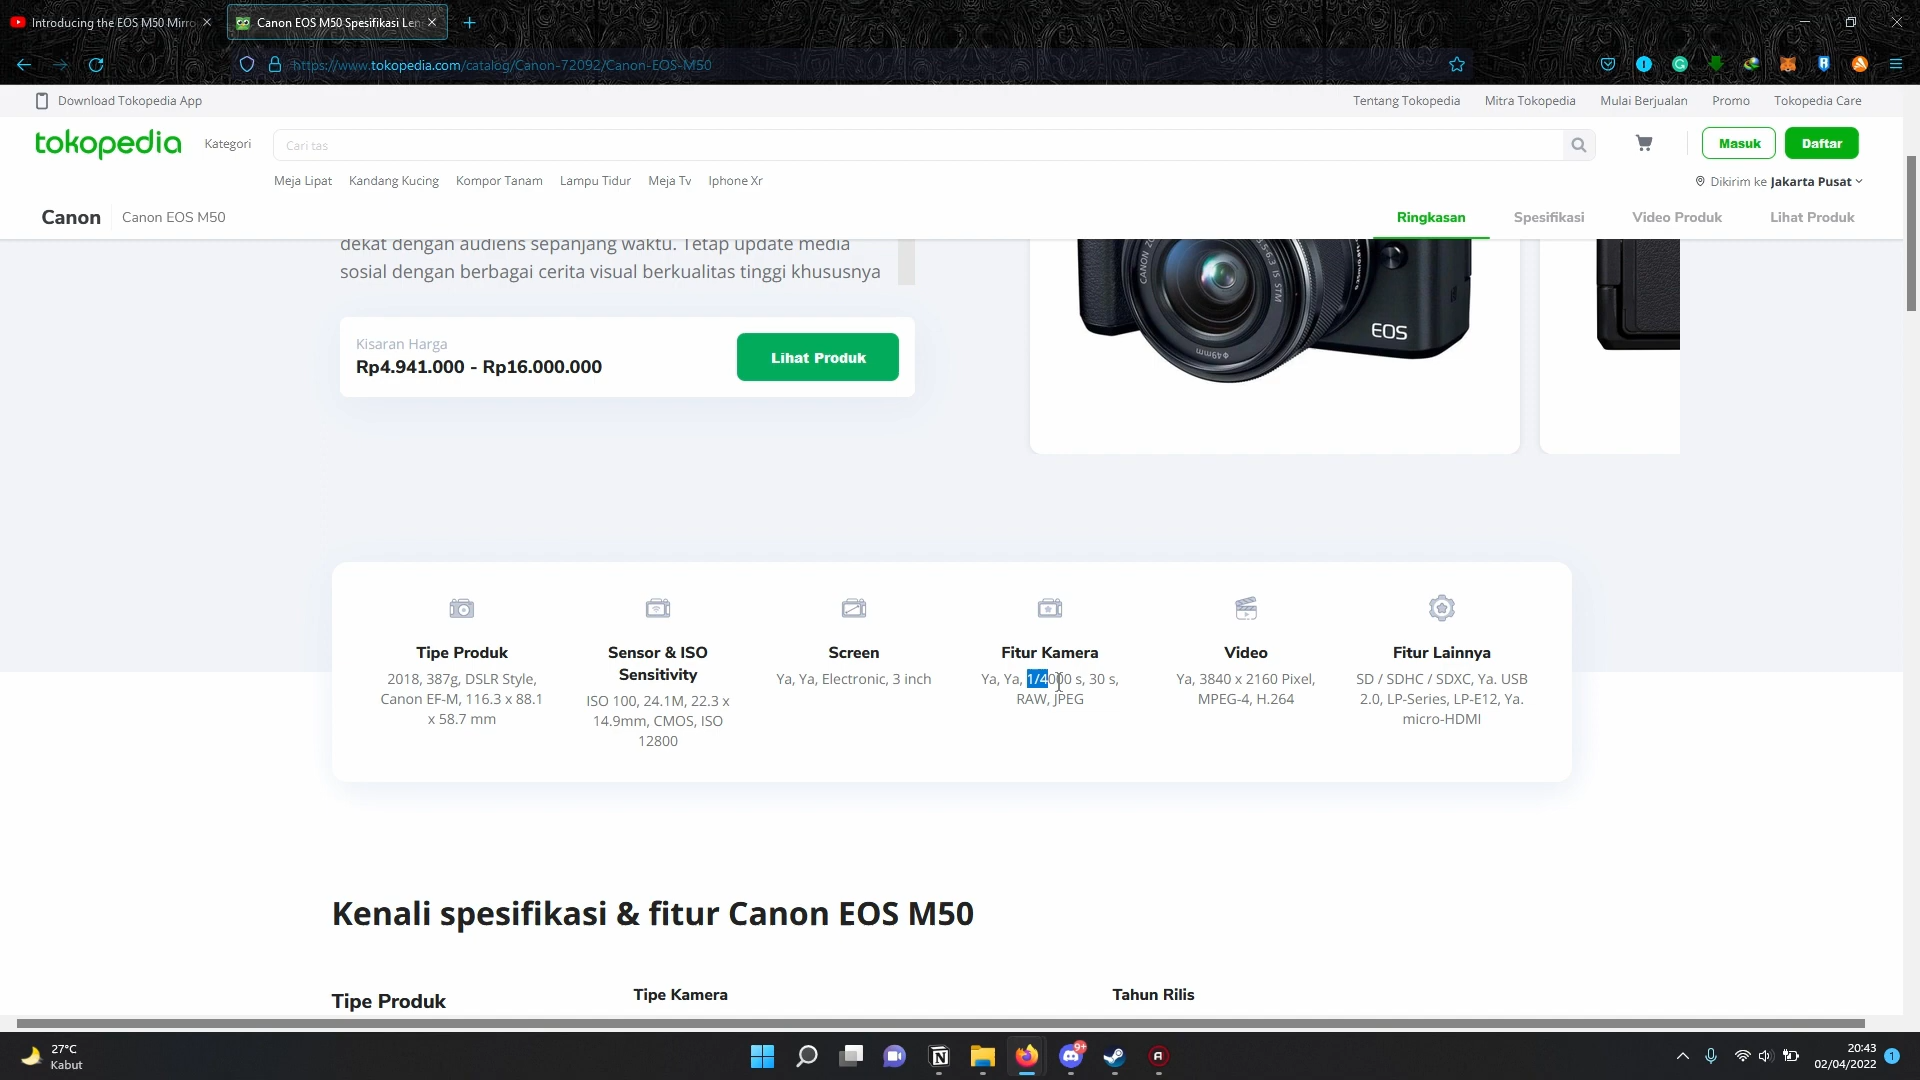 Introducing the EOS M50 Mirro
Canon EOS M50 Spesifikasi Len
https://www.tokopedia.com/catalog/Canon-72092/Canon-EOS-M50
Download Tokopedia App
Tentang Tokopedia Mitra Tokopedia Mulai Berjualan Promo Tokopedia Care
tokopedia Kategori Cari tas Masuk Daftar
Meja Lipat Kandang Kucing Kompor Tanam Lampu Tidur Meja Tv Iphone Xr
Dikirim ke Jakarta Pusat
Canon Canon EOS M50 Ringkasan Spesifikasi Video Produk Lihat Produk
dekat dengan audiens sepanjang waktu. Tetap update media
sosial dengan berbagai cerita visual berkualitas tinggi khususnya
Kisaran Harga
Rp4.941.000 - Rp16.000.000
Lihat Produk
EOS
Φ49mm
Tipe Produk
2018, 387g, DSLR Style,
Canon EF-M, 116.3 x 88.1
x 58.7 mm
Sensor & ISO
Sensitivity
ISO 100, 24.1M, 22.3 x
14.9mm, CMOS, ISO
12800
Screen
Ya, Ya, Electronic, 3 inch
Fitur Kamera
Ya, Ya, 1/4000 s, 30 s,
RAW, JPEG
Video
Ya, 3840 x 2160 Pixel,
MPEG-4, H.264
Fitur Lainnya
SD / SDHC / SDXC, Ya. USB
2.0, LP-Series, LP-E12, Ya.
micro-HDMI
Kenali spesifikasi & fitur Canon EOS M50
Tipe Produk
Tipe Kamera
Tahun Rilis
27°C
Kabut
9+
20:43
02/04/2022
1